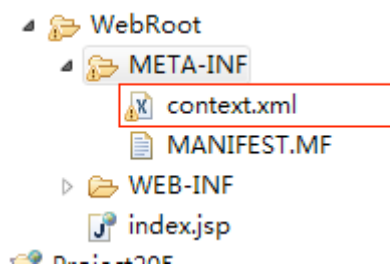 WebRoot
META-INF
context.xml
MANIFEST.MF
WEB-INF
index.jsp